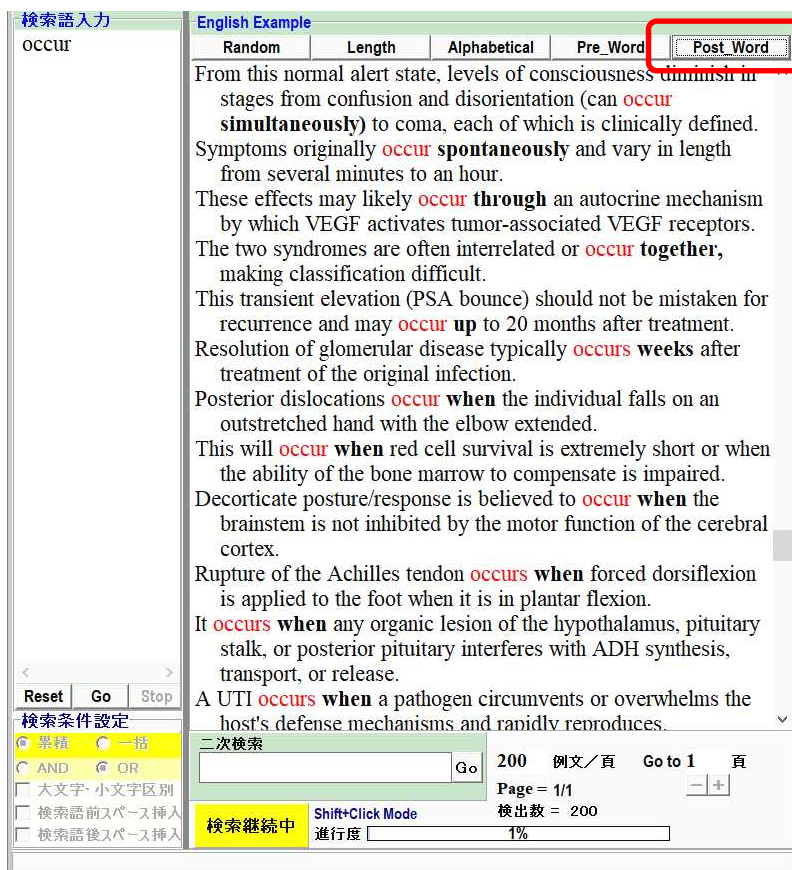 検索語入力
occur
English Example
Random Length Alphabetical Pre_Word Post_Word
From this normal alert state, levels of consciousness diminish in
stages from confusion and disorientation (can occur
simultaneously) to coma, each of which is clinically defined.
Symptoms originally occur spontaneously and vary in length
from several minutes to an hour.
These effects may likely occur through an autocrine mechanism
by which VEGF activates tumor-associated VEGF receptors.
The two syndromes are often interrelated or occur together,
making classification difficult.
This transient elevation (PSA bounce) should not be mistaken for
recurrence and may occur up to 20 months after treatment.
Resolution of glomerular disease typically occurs weeks after
treatment of the original infection.
Posterior dislocations occur when the individual falls on an
outstretched hand with the elbow extended.
This will occur when red cell survival is extremely short or when
the ability of the bone marrow to compensate is impaired.
Decorticate posture/response is believed to occur when the
brainstem is not inhibited by the motor function of the cerebral
cortex.
Rupture of the Achilles tendon occurs when forced dorsiflexion
is applied to the foot when it is in plantar flexion.
It occurs when any organic lesion of the hypothalamus, pituitary
stalk, or posterior pituitary interferes with ADH synthesis,
transport, or release.
A UTI occurs when a pathogen circumvents or overwhelms the
host's defense mechanisms and rapidly reproduces.
Reset Go Stop
検索条件設定
累積 一括
AND OR
大文字・小文字区別
検索語前スペース挿入
検索語後スペース挿入
二次検索
Go
200 例文/頁 Go to 1 頁
Page = 1/1
検出数 = 200
検索継続中
Shift+Click Mode
進行度 1%